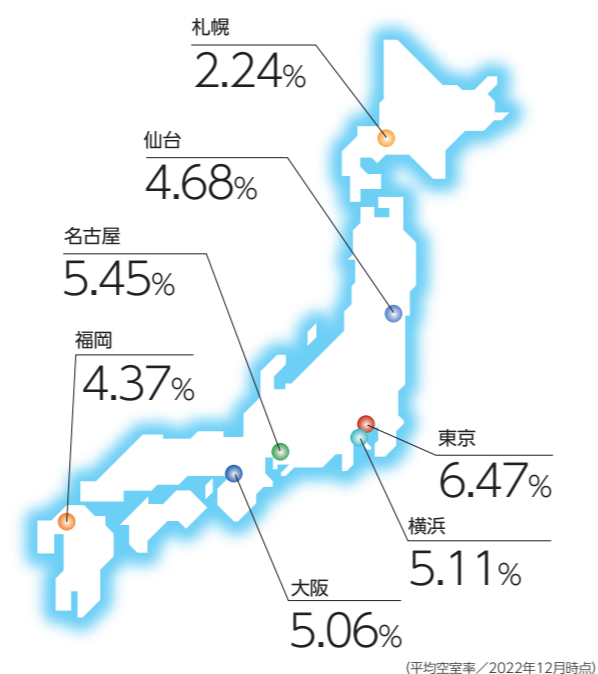 札幌
2.24%
仙台
4.68%
名古屋
5.45%
福岡
4.37%
東京
6.47%
横浜
5.11%
大阪
5.06%
(平均空室率／2022年12月時点)